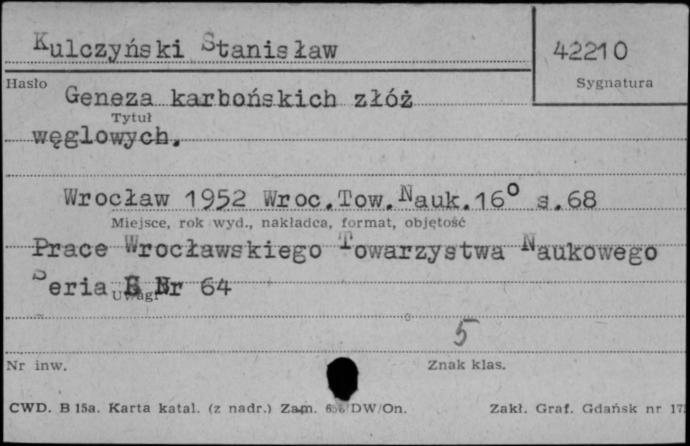 Kulczyński Stanisław
42210
Hasło
Sygnatura
Geneza karbońskich złóż
Tytuł
węglowych.
Wrocław 1952 Wroc.Tow.Nauk.16° s.68
Miejsce, rok wyd., nakładca, format, objętość
Prace Wrocławskiego Towarzystwa Naukowego
Seria B Nr 64
Uwagi
5
Nr inw.
Znak klas.
CWD. B 15a. Karta katal. (z nadr.) Zam. DW/On.
Zakł. Graf. Gdańsk nr 17